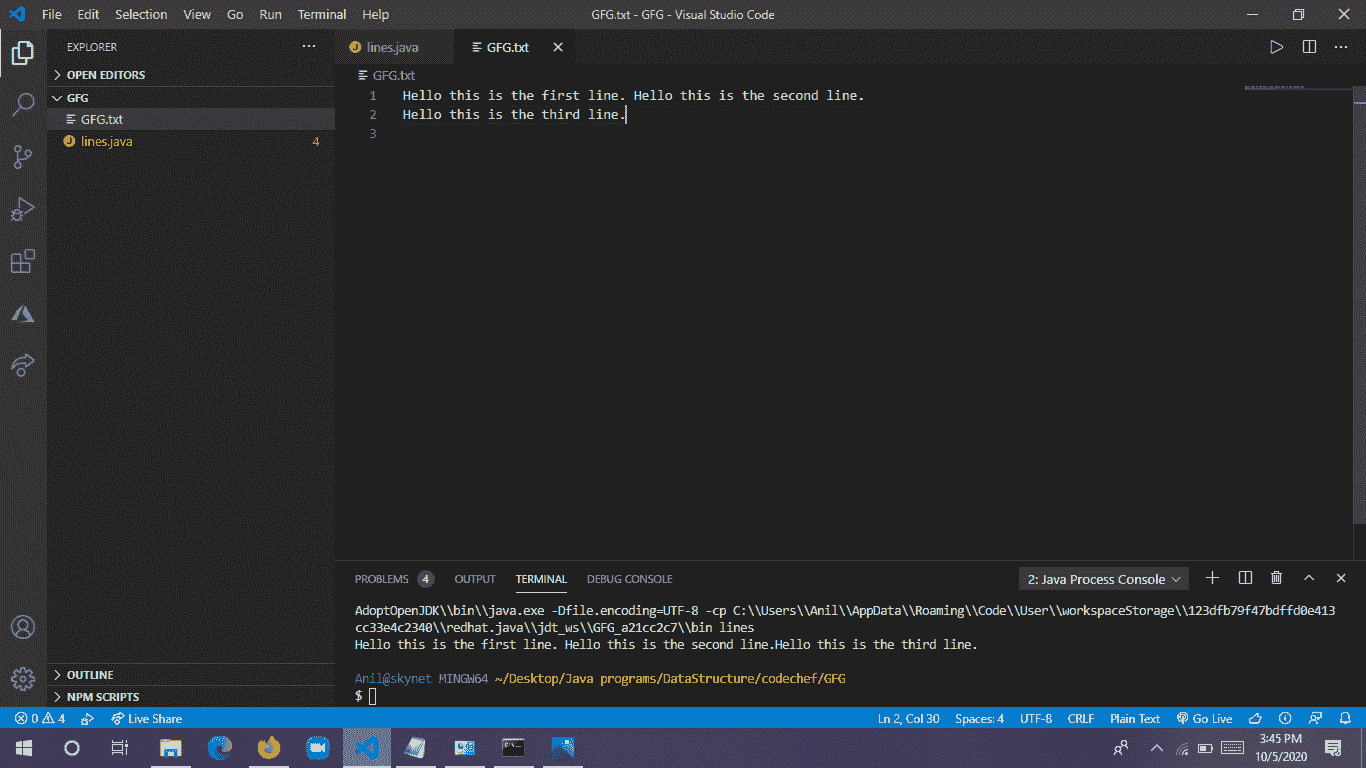 File Edit Selection View Go Run Terminal Help GFG.txt - GFG - Visual Studio Code
EXPLORER
OPEN EDITORS
GFG
GFG.txt
lines.java 4
OUTLINE
NPM SCRIPTS
lines.java GFG.txt
GFG.txt
1 Hello this is the first line. Hello this is the second line.
2 Hello this is the third line.
3
PROBLEMS 4 OUTPUT TERMINAL DEBUG CONSOLE 2: Java Process Console
AdoptOpenJDK\\bin\\java.exe -Dfile.encoding=UTF-8 -cp C:\\Users\\Anil\\AppData\\Roaming\\Code\\User\\workspaceStorage\\123dfb79f47bdffd0e413
cc33e4c2340\\redhat.java\\jdt_ws\\GFG_a21cc2c7\\bin lines
Hello this is the first line. Hello this is the second line.Hello this is the third line.
Anil@skynet MINGW64 ~/Desktop/Java programs/DataStructure/codechef/GFG
$
0 4 Live Share Ln 2, Col 30 Spaces: 4 UTF-8 CRLF Plain Text Go Live
3:45 PM
10/5/2020